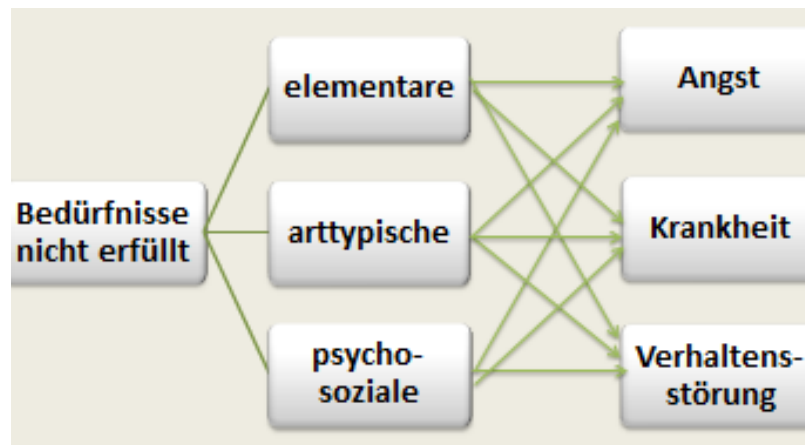 Bedürfnisse
nicht erfüllt
elementare
arttypische
psycho-
soziale
Angst
Krankheit
Verhaltens-
störung